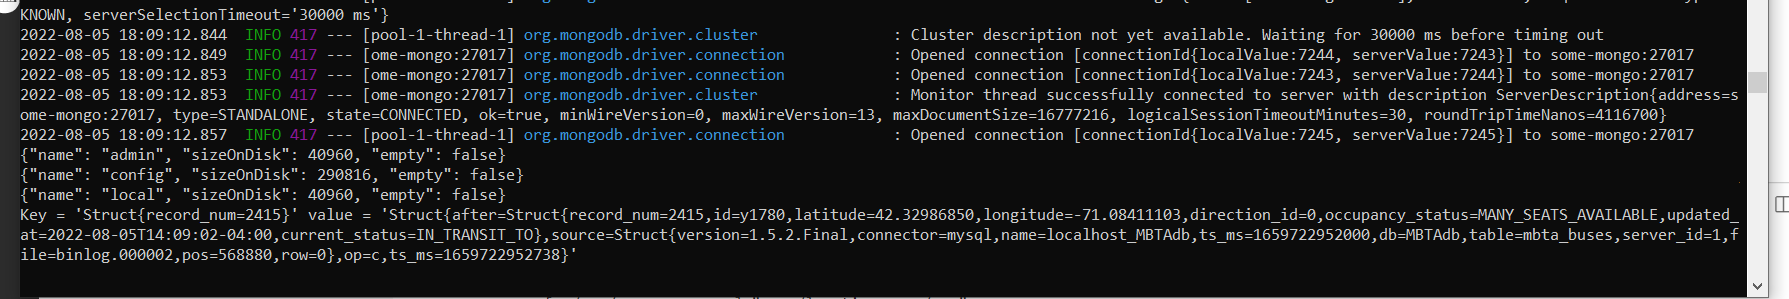 KNOWN, serverSelectionTimeout='30000 ms'}
2022-08-05 18:09:12.844  INFO 417 --- [pool-1-thread-1] org.mongodb.driver.cluster               : Cluster description not yet available. Waiting for 30000 ms before timing out
2022-08-05 18:09:12.849  INFO 417 --- [ome-mongo:27017] org.mongodb.driver.connection            : Opened connection [connectionId{localValue:7244, serverValue:7243}] to some-mongo:27017
2022-08-05 18:09:12.853  INFO 417 --- [ome-mongo:27017] org.mongodb.driver.connection            : Opened connection [connectionId{localValue:7243, serverValue:7244}] to some-mongo:27017
2022-08-05 18:09:12.853  INFO 417 --- [ome-mongo:27017] org.mongodb.driver.cluster               : Monitor thread successfully connected to server with description ServerDescription{address=s
ome-mongo:27017, type=STANDALONE, state=CONNECTED, ok=true, minWireVersion=0, maxWireVersion=13, maxDocumentSize=16777216, logicalSessionTimeoutMinutes=30, roundTripTimeNanos=4116700}
2022-08-05 18:09:12.857  INFO 417 --- [pool-1-thread-1] org.mongodb.driver.connection            : Opened connection [connectionId{localValue:7245, serverValue:7245}] to some-mongo:27017
{"name": "admin", "sizeOnDisk": 40960, "empty": false}
{"name": "config", "sizeOnDisk": 290816, "empty": false}
{"name": "local", "sizeOnDisk": 40960, "empty": false}
Key = 'Struct{record_num=2415}' value = 'Struct{after=Struct{record_num=2415,id=y1780,latitude=42.32986850,longitude=-71.08411103,direction_id=0,occupancy_status=MANY_SEATS_AVAILABLE,updated_
at=2022-08-05T14:09:02-04:00,current_status=IN_TRANSIT_TO},source=Struct{version=1.5.2.Final,connector=mysql,name=localhost_MBTAdb,ts_ms=1659722952000,db=MBTAdb,table=mbta_buses,server_id=1,f
ile=binlog.000002,pos=568880,row=0},op=c,ts_ms=1659722952738}'